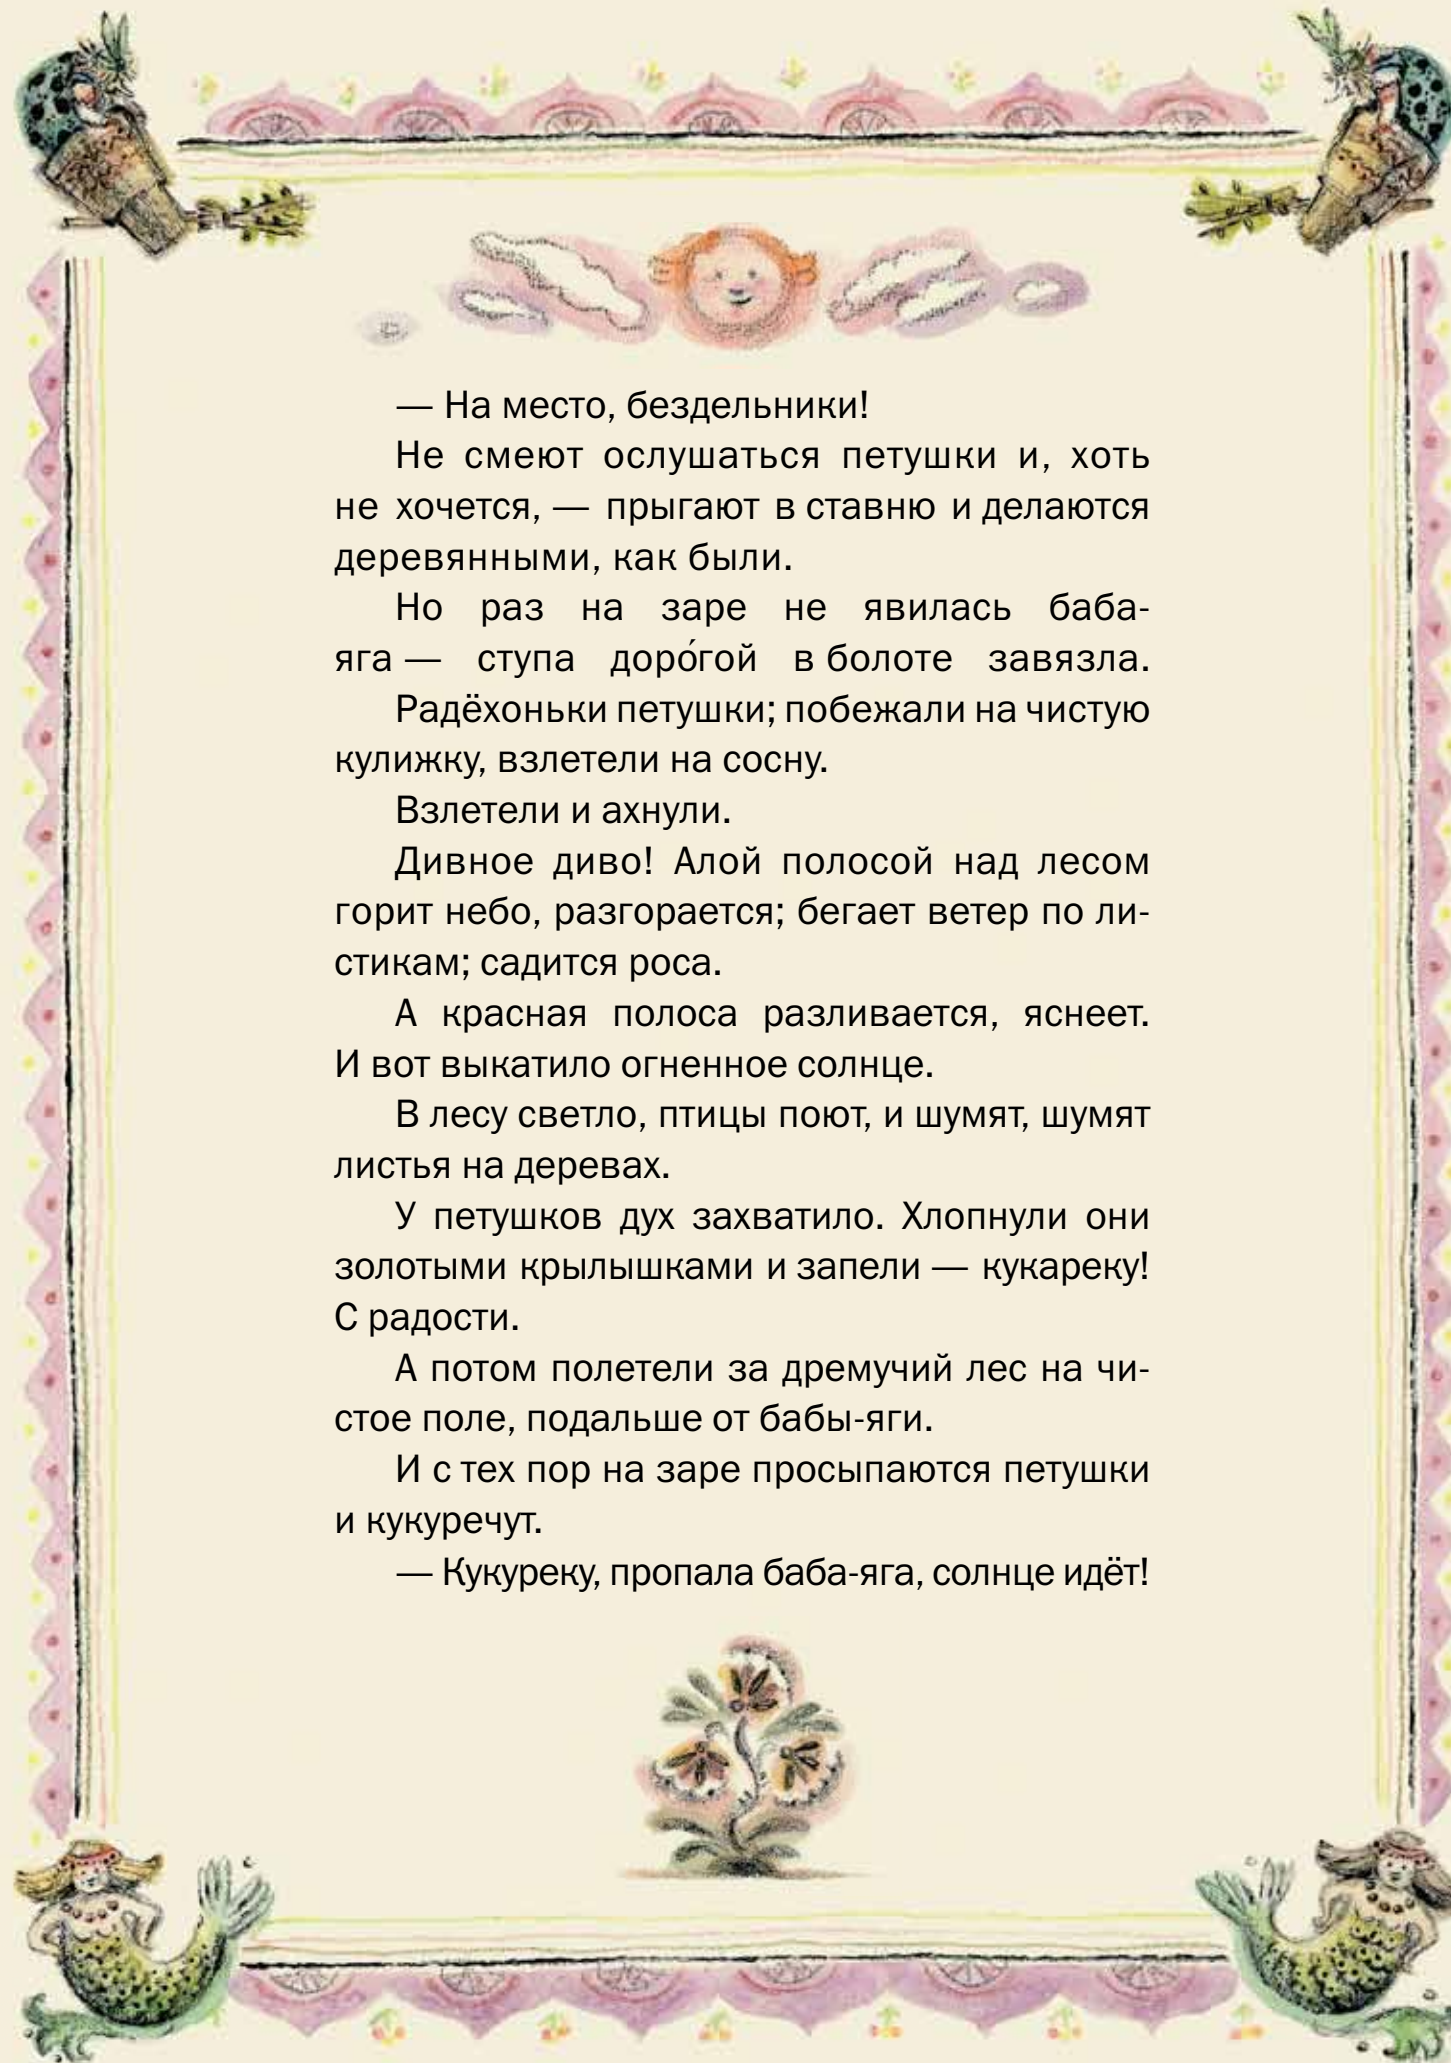 — На место, бездельники!
Не смеют ослушаться петушки и, хоть
не хочется, — прыгают в ставню и делаются
деревянными, как были.
Но раз на заре не явилась баба-
яга — ступа доро́гой в болоте завязла.
Радёхоньки петушки; побежали на чистую
кулижку, взлетели на сосну.
Взлетели и ахнули.
Дивное диво! Алой полосой над лесом
горит небо, разгорается; бегает ветер по ли-
стикам; садится роса.
А красная полоса разливается, яснеет.
И вот выкатило огненное солнце.
В лесу светло, птицы поют, и шумят, шумят
листья на деревах.
У петушков дух захватило. Хлопнули они
золотыми крылышками и запели — кукареку!
С радости.
А потом полетели за дремучий лес на чи-
стое поле, подальше от бабы-яги.
И с тех пор на заре просыпаются петушки
и кукуречут.
— Кукуреку, пропала баба-яга, солнце идёт!